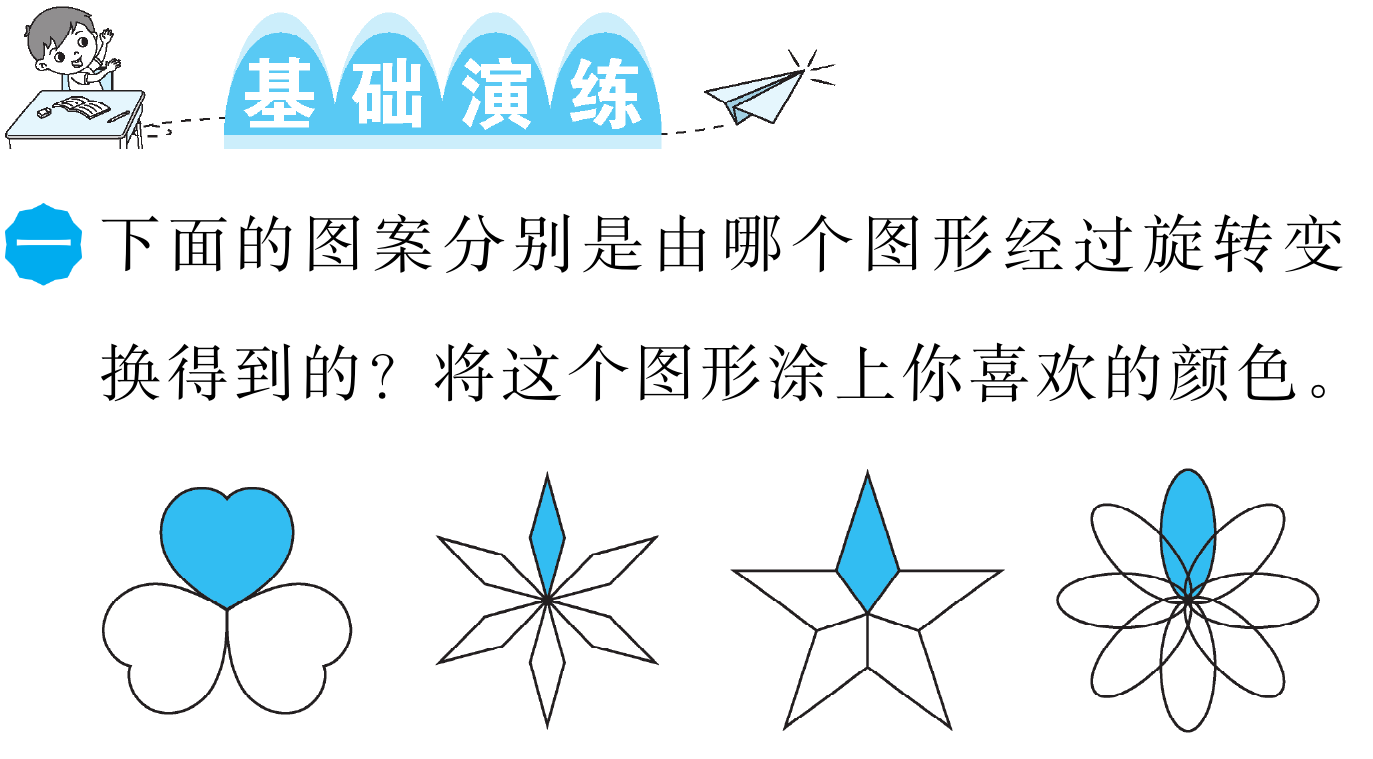 基础演练
一 下面的图案分别是由哪个图形经过旋转变
换得到的？将这个图形涂上你喜欢的颜色。